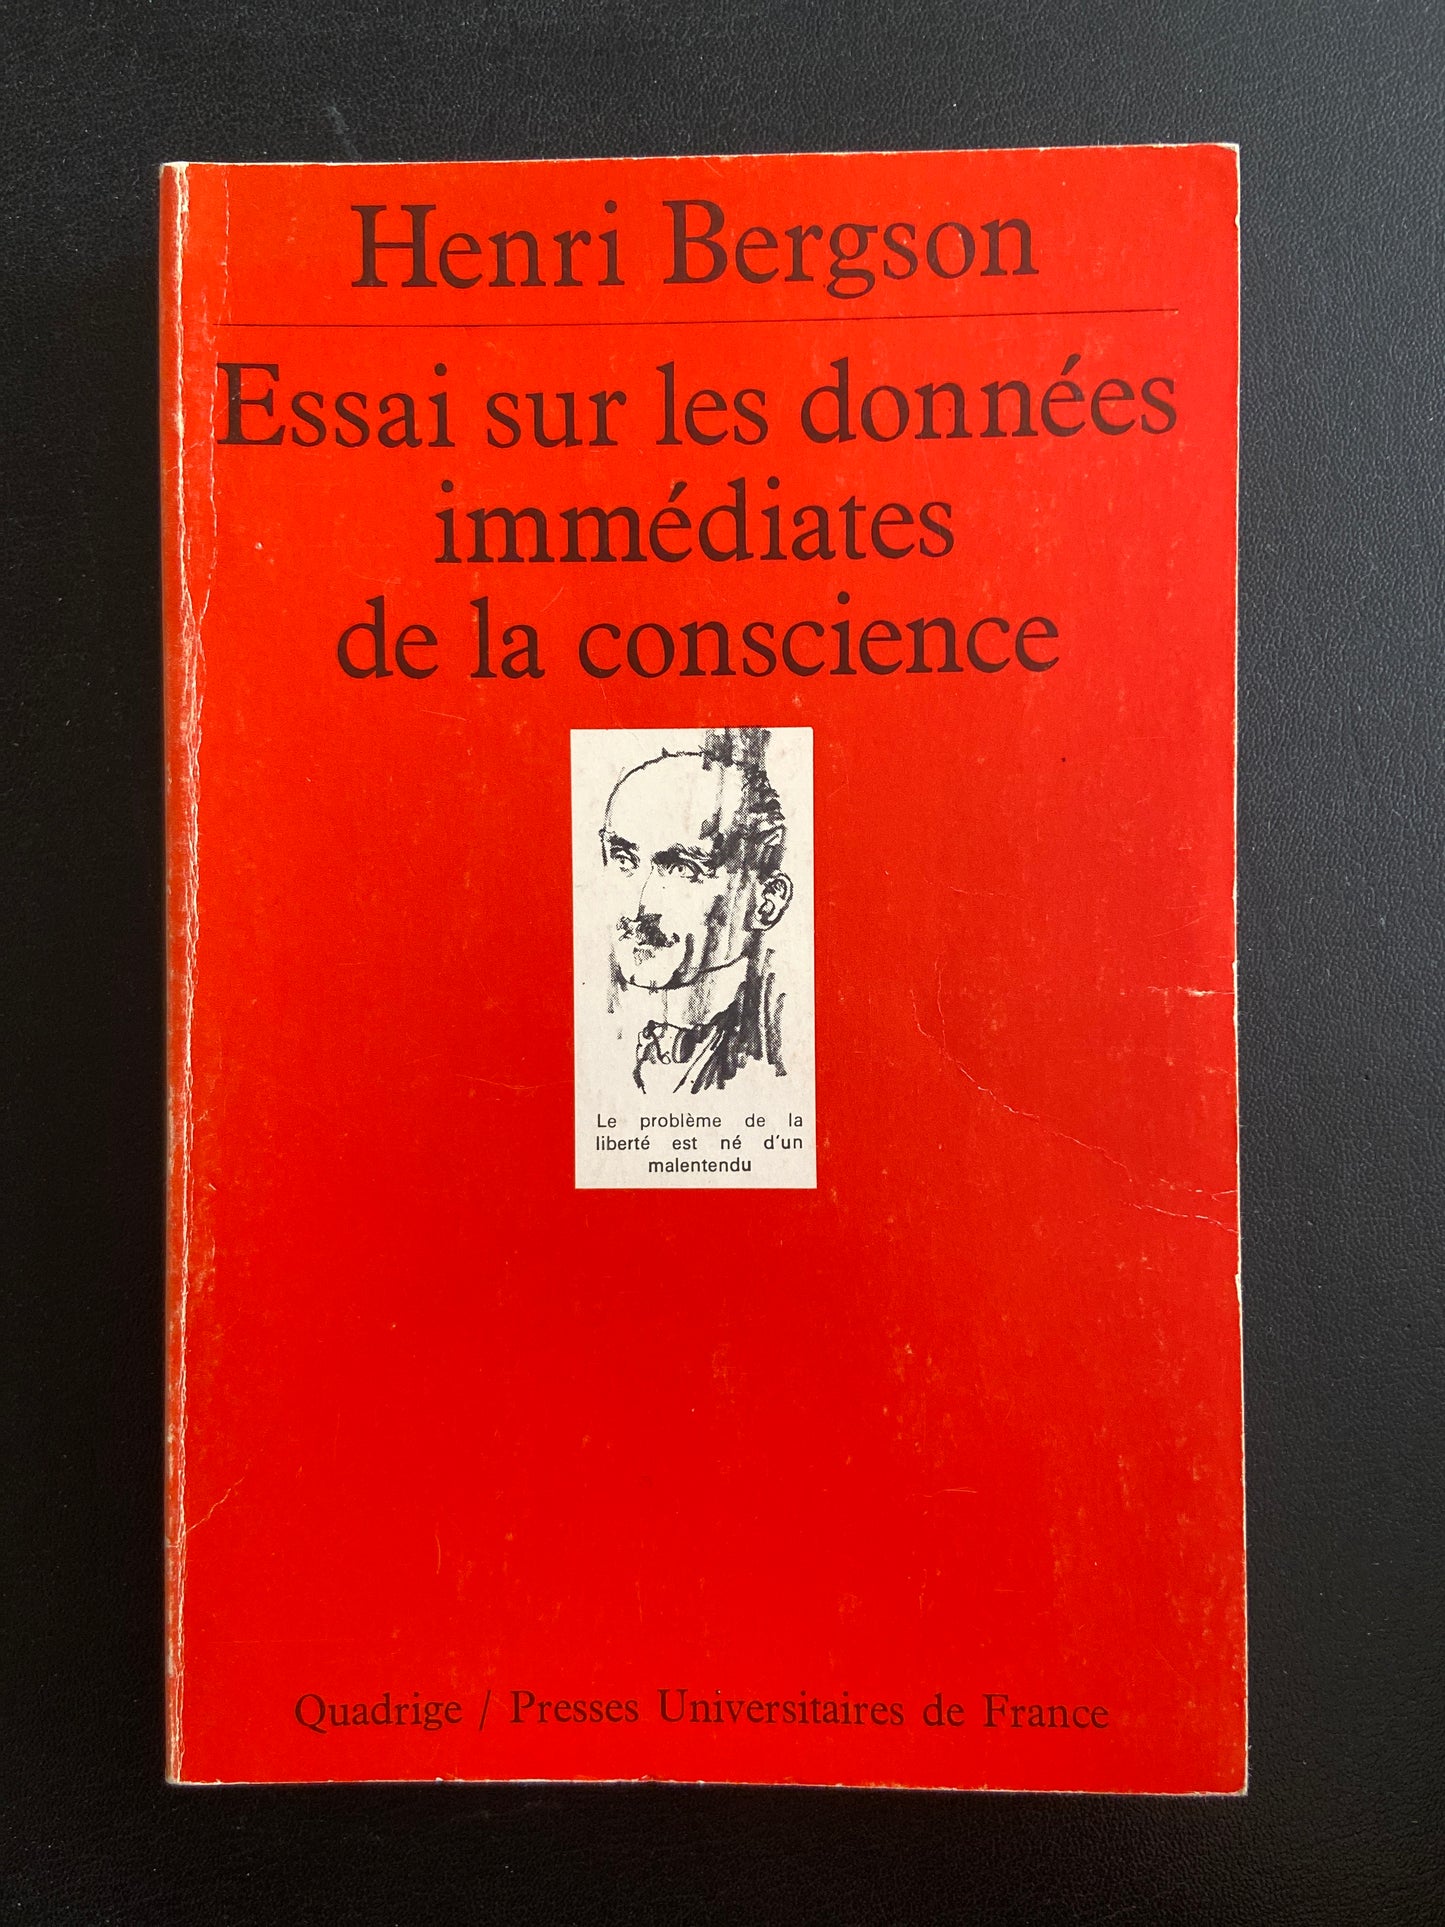 Henri Bergson
Essai sur les données
immédiates
de la conscience
Le problème de la
liberté est né d'un
malentendu
Quadrige / Presses Universitaires de France